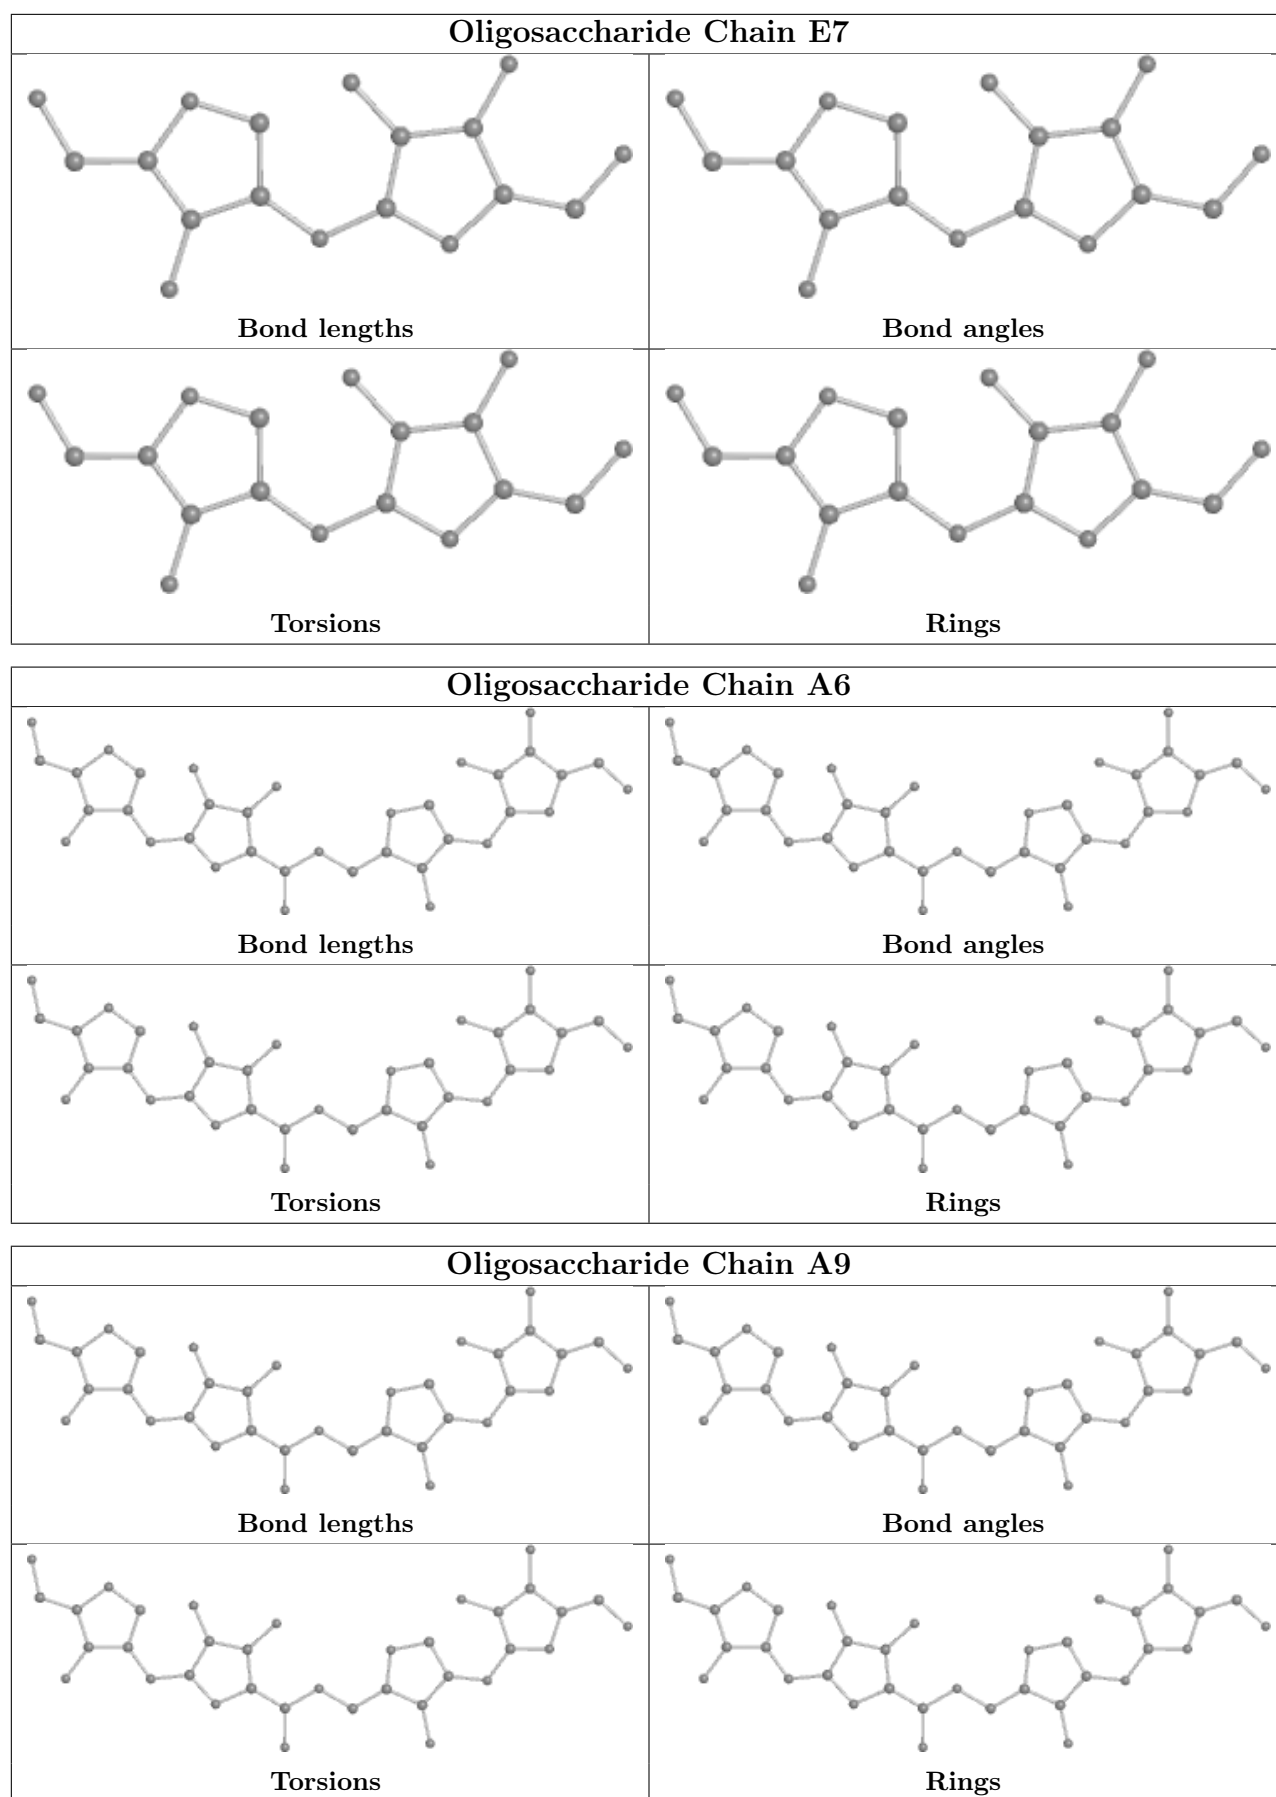 Oligosaccharide Chain E7
Bond lengths
Bond angles
Torsions
Rings
Oligosaccharide Chain A6
Bond lengths
Bond angles
Torsions
Rings
Oligosaccharide Chain A9
Bond lengths
Bond angles
Torsions
Rings